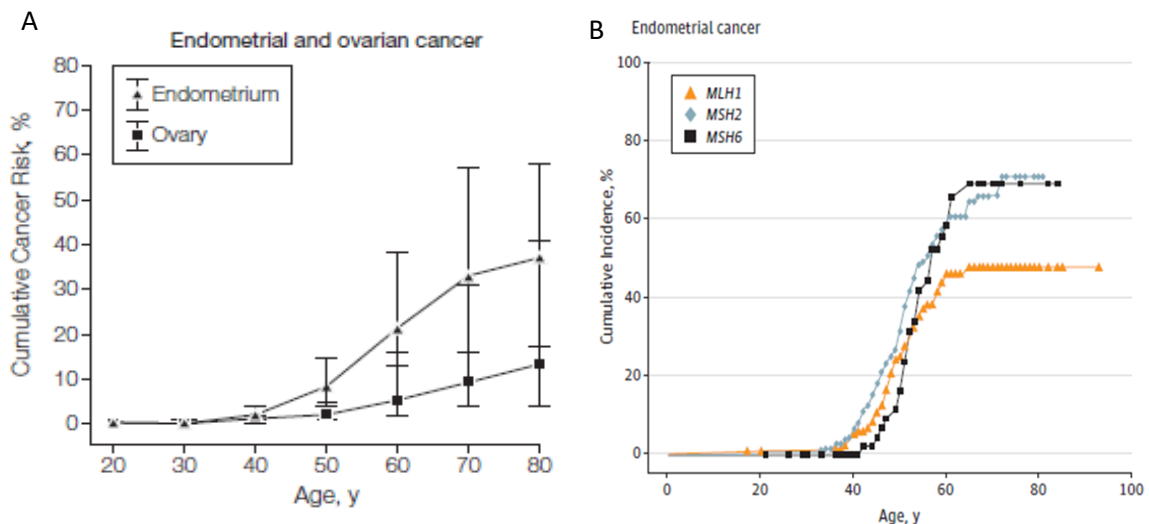 A
Endometrial and ovarian cancer
80
70
60
50
40
30
20
10
0
Cumulative Cancer Risk, %
Endometrium
Ovary
20 30 40 50 60 70 80
Age, y
B
Endometrial cancer
100
80
60
40
20
0
Cumulative Incidence, %
MLH1
MSH2
MSH6
0 20 40 60 80 100
Age, y